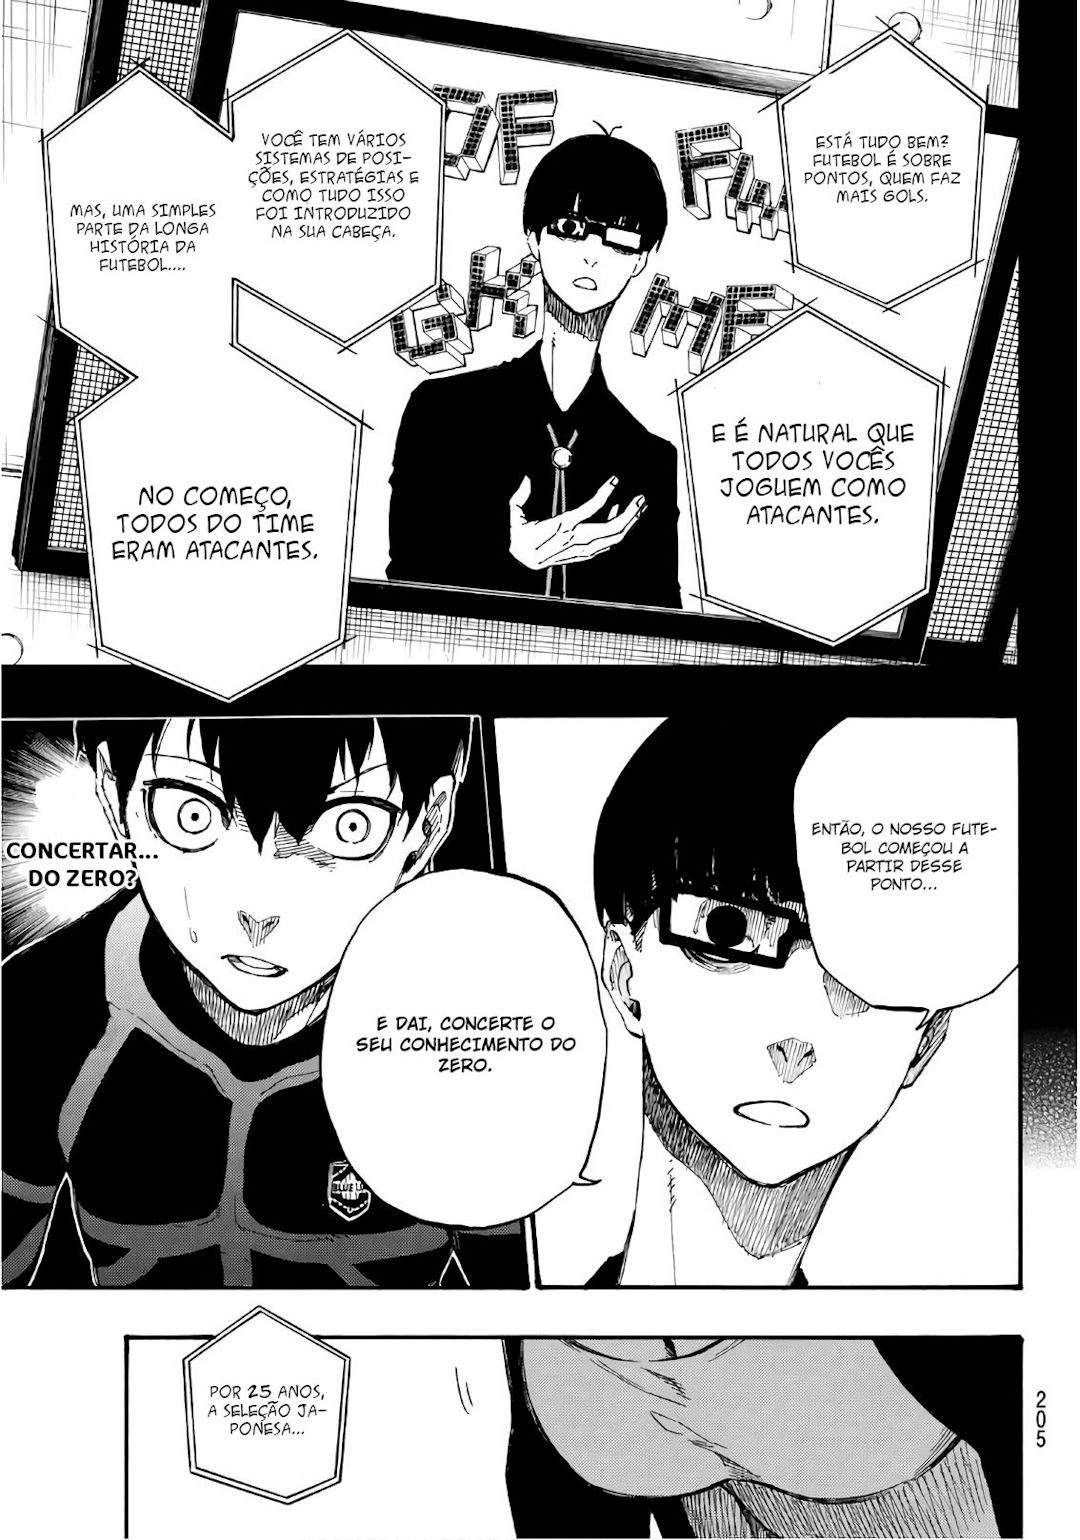 ESTÁ TUDO BEM?
FUTEBOL É SOBRE
PONTOS, QUEM FAZ
MAIS GOLS.
DF
FW
GK
MF
VOCÊ TEM VÁRIOS
SISTEMAS DE POSI-
ÇÕES, ESTRATÉGIAS E
COMO TUDO ISSO
FOI INTRODUZIDO
NA SUA CABEÇA.
MAS, UMA SIMPLES
PARTE DA LONGA
HISTÓRIA DA
FUTEBOL....
E É NATURAL QUE
TODOS VOCÊS
JOGUEM COMO
ATACANTES.
NO COMEÇO,
TODOS DO TIME
ERAM ATACANTES.
ENTÃO, O NOSSO FUTE-
BOL COMEÇOU A
PARTIR DESSE
PONTO...
E DAI, CONCERTE O
SEU CONHECIMENTO DO
ZERO.
CONCERTAR...
DO ZERO?
BLUE LO
POR 25 ANOS,
A SELEÇÃO JA-
PONESA...
205